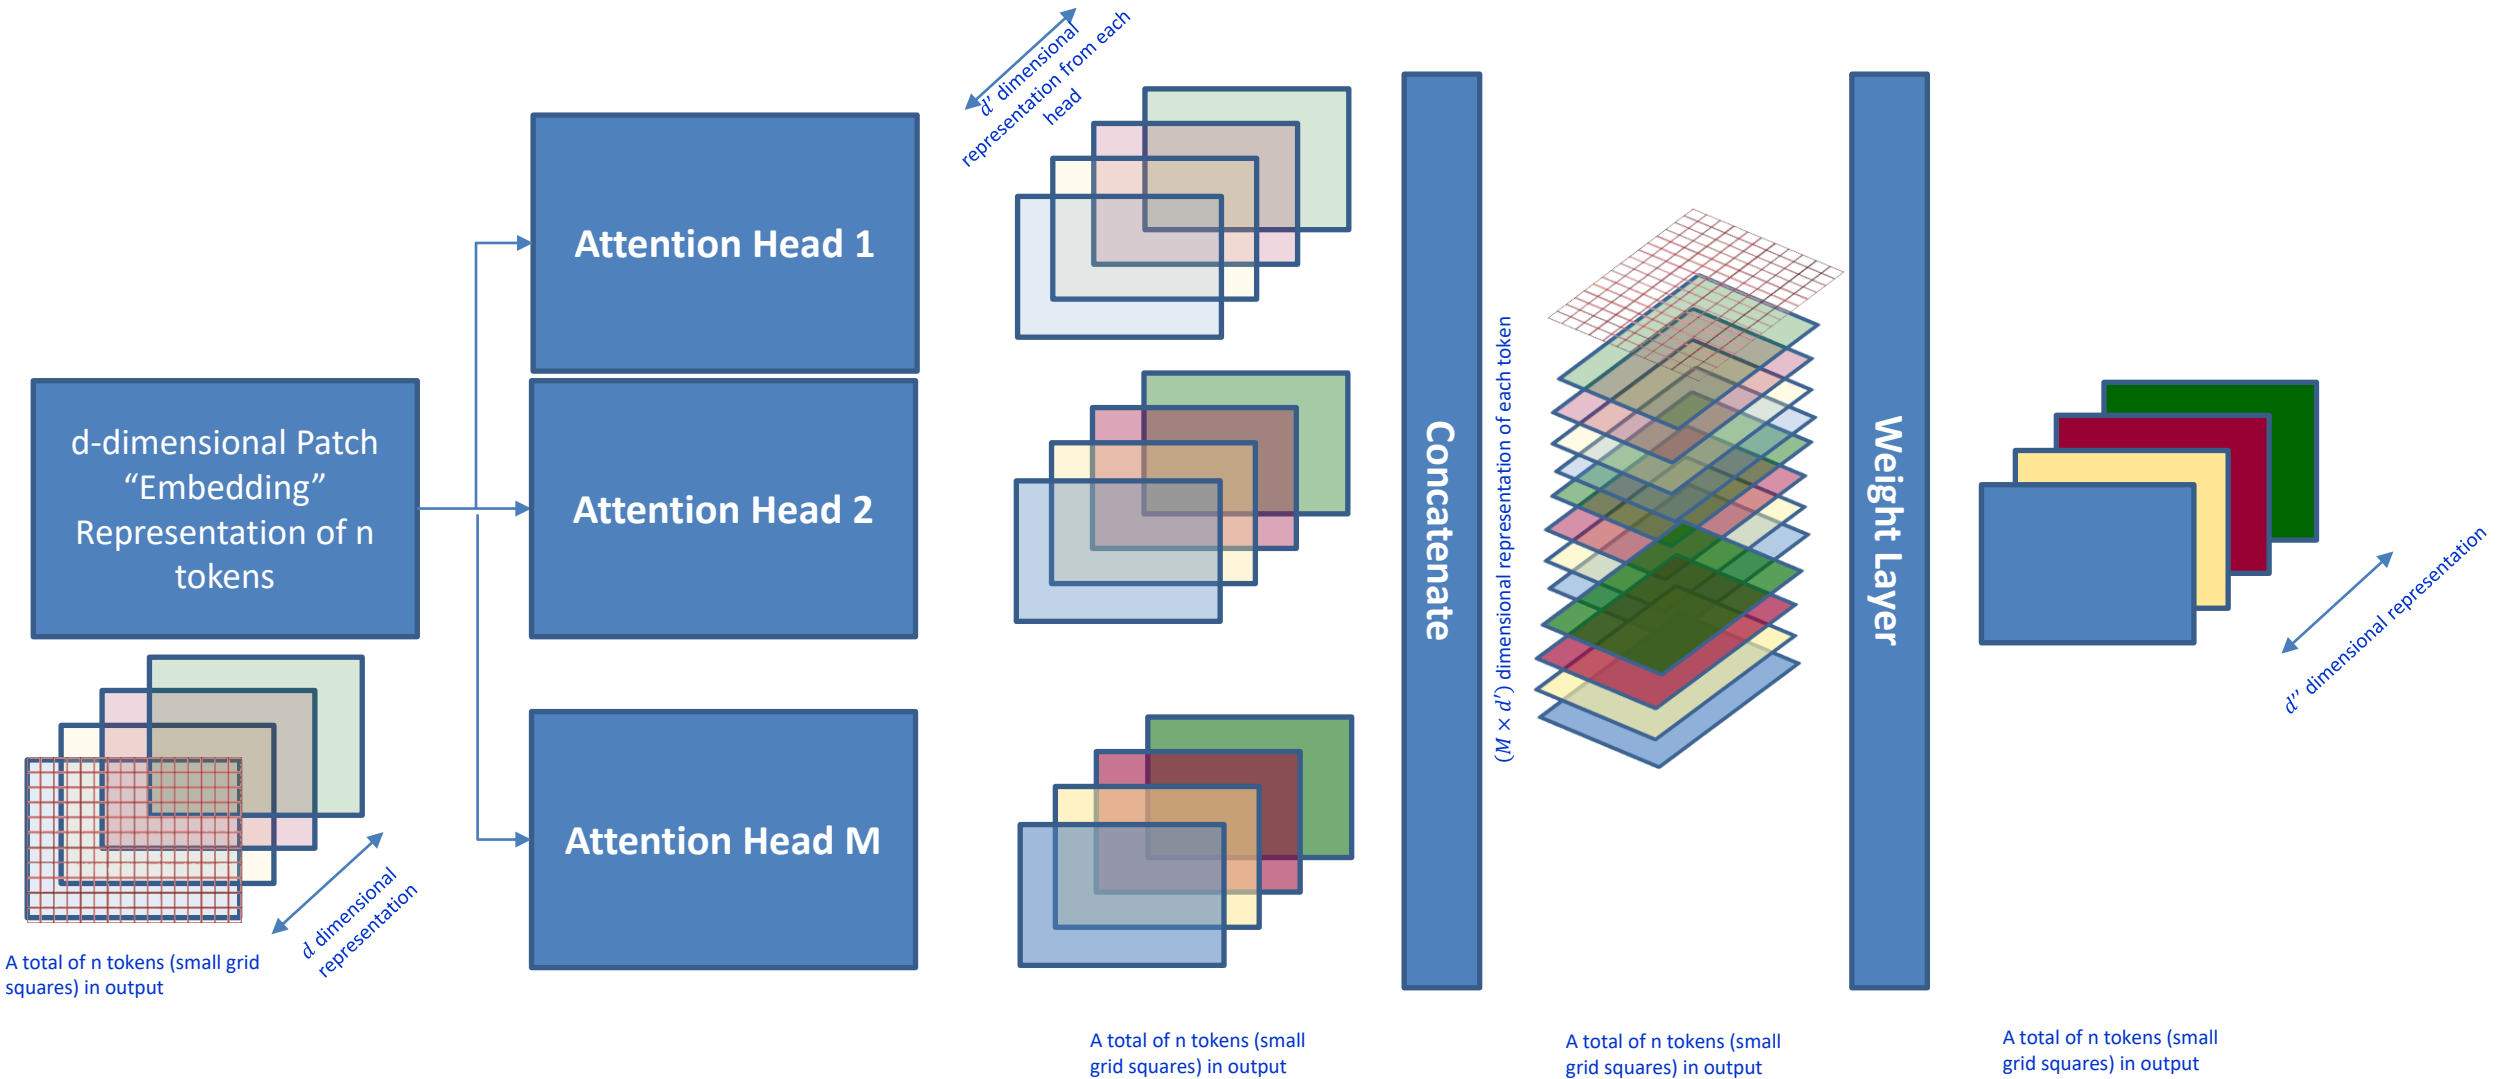 d-dimensional Patch
“Embedding”
Representation of n
tokens
d dimensional
representation
A total of n tokens (small grid
squares) in output
Attention Head 1
Attention Head 2
Attention Head M
d′ dimensional
representation from each
head
A total of n tokens (small
grid squares) in output
Concatenate
(M × d′) dimensional representation of each token
A total of n tokens (small
grid squares) in output
Weight Layer
d′′ dimensional representation
A total of n tokens (small
grid squares) in output